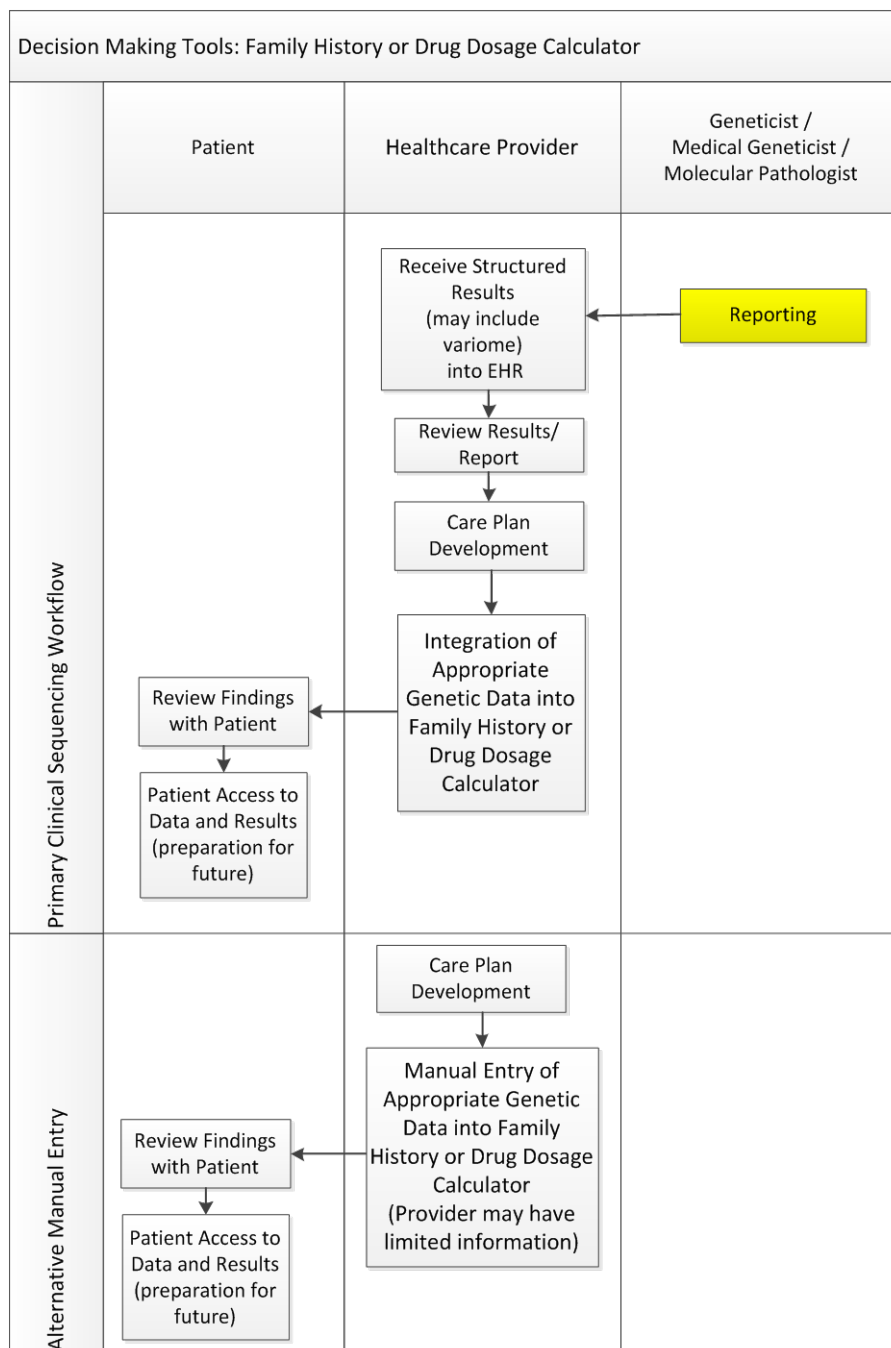 Decision Making Tools: Family History or Drug Dosage Calculator
Patient
Healthcare Provider
Geneticist /
Medical Geneticist /
Molecular Pathologist
Primary Clinical Sequencing Workflow
Receive Structured
Results
(may include
variome)
into EHR
Reporting
Review Results/
Report
Care Plan
Development
Integration of
Appropriate
Genetic Data into
Family History or
Drug Dosage
Calculator
Review Findings
with Patient
Patient Access to
Data and Results
(preparation for
future)
Alternative Manual Entry
Care Plan
Development
Manual Entry of
Appropriate Genetic
Data into Family
History or Drug Dosage
Calculator
(Provider may have
limited information)
Review Findings
with Patient
Patient Access to
Data and Results
(preparation for
future)